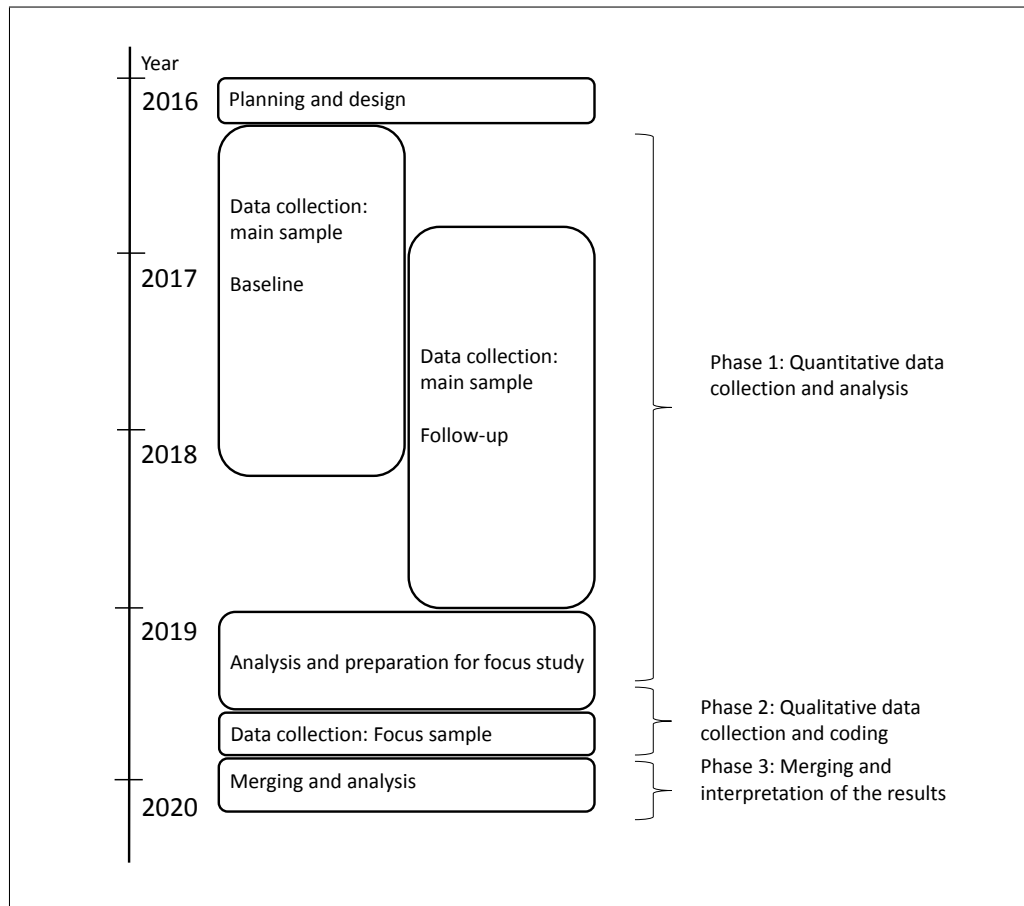 Year
2016
Planning and design
Data collection:
main sample
Baseline
2017
Data collection:
main sample
Follow-up
Phase 1: Quantitative data
collection and analysis
2018
2019
Analysis and preparation for focus study
Phase 2: Qualitative data
collection and coding
Data collection: Focus sample
Phase 3: Merging and
interpretation of the results
Merging and analysis
2020